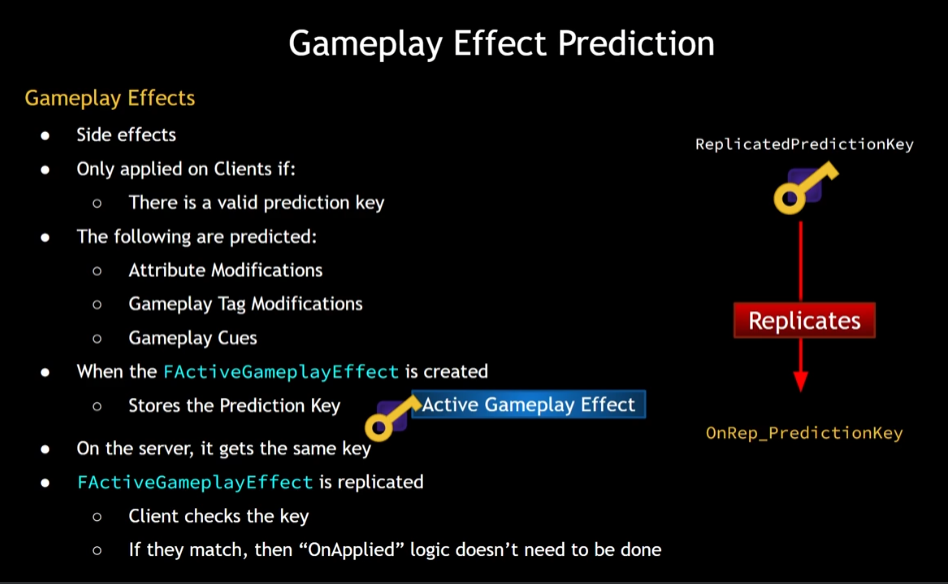 Gameplay Effect Prediction
Gameplay Effects
● Side effects
● Only applied on Clients if:
○ There is a valid prediction key
● The following are predicted:
○ Attribute Modifications
○ Gameplay Tag Modifications
○ Gameplay Cues
● When the FActiveGameplayEffect is created
○ Stores the Prediction Key
Active Gameplay Effect
● On the server, it gets the same key
● FActiveGameplayEffect is replicated
○ Client checks the key
○ If they match, then “OnApplied” logic doesn’t need to be done
ReplicatedPredictionKey
Replicates
OnRep_PredictionKey